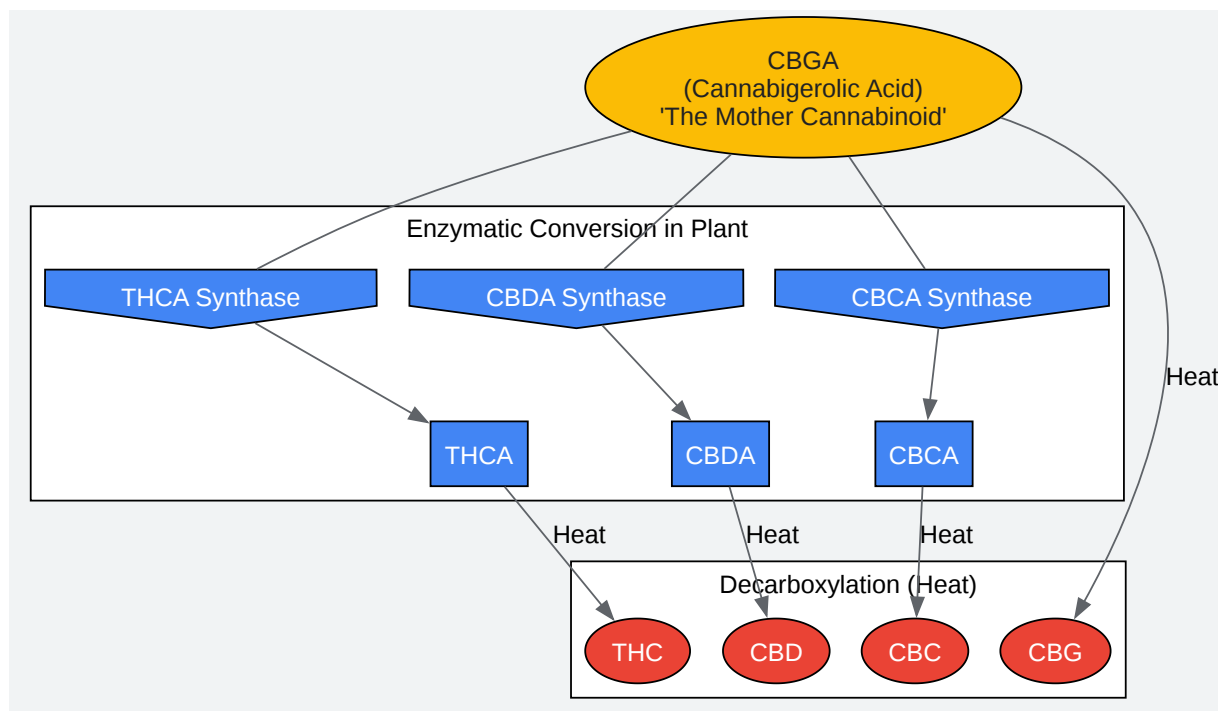 CBGA
(Cannabigerolic Acid)
'The Mother Cannabinoid'
Enzymatic Conversion in Plant
THCA Synthase
CBDA Synthase
CBCA Synthase
Heat
THCA
CBDA
CBCA
Heat
Heat
Heat
Decarboxylation (Heat)
THC
CBD
CBC
CBG